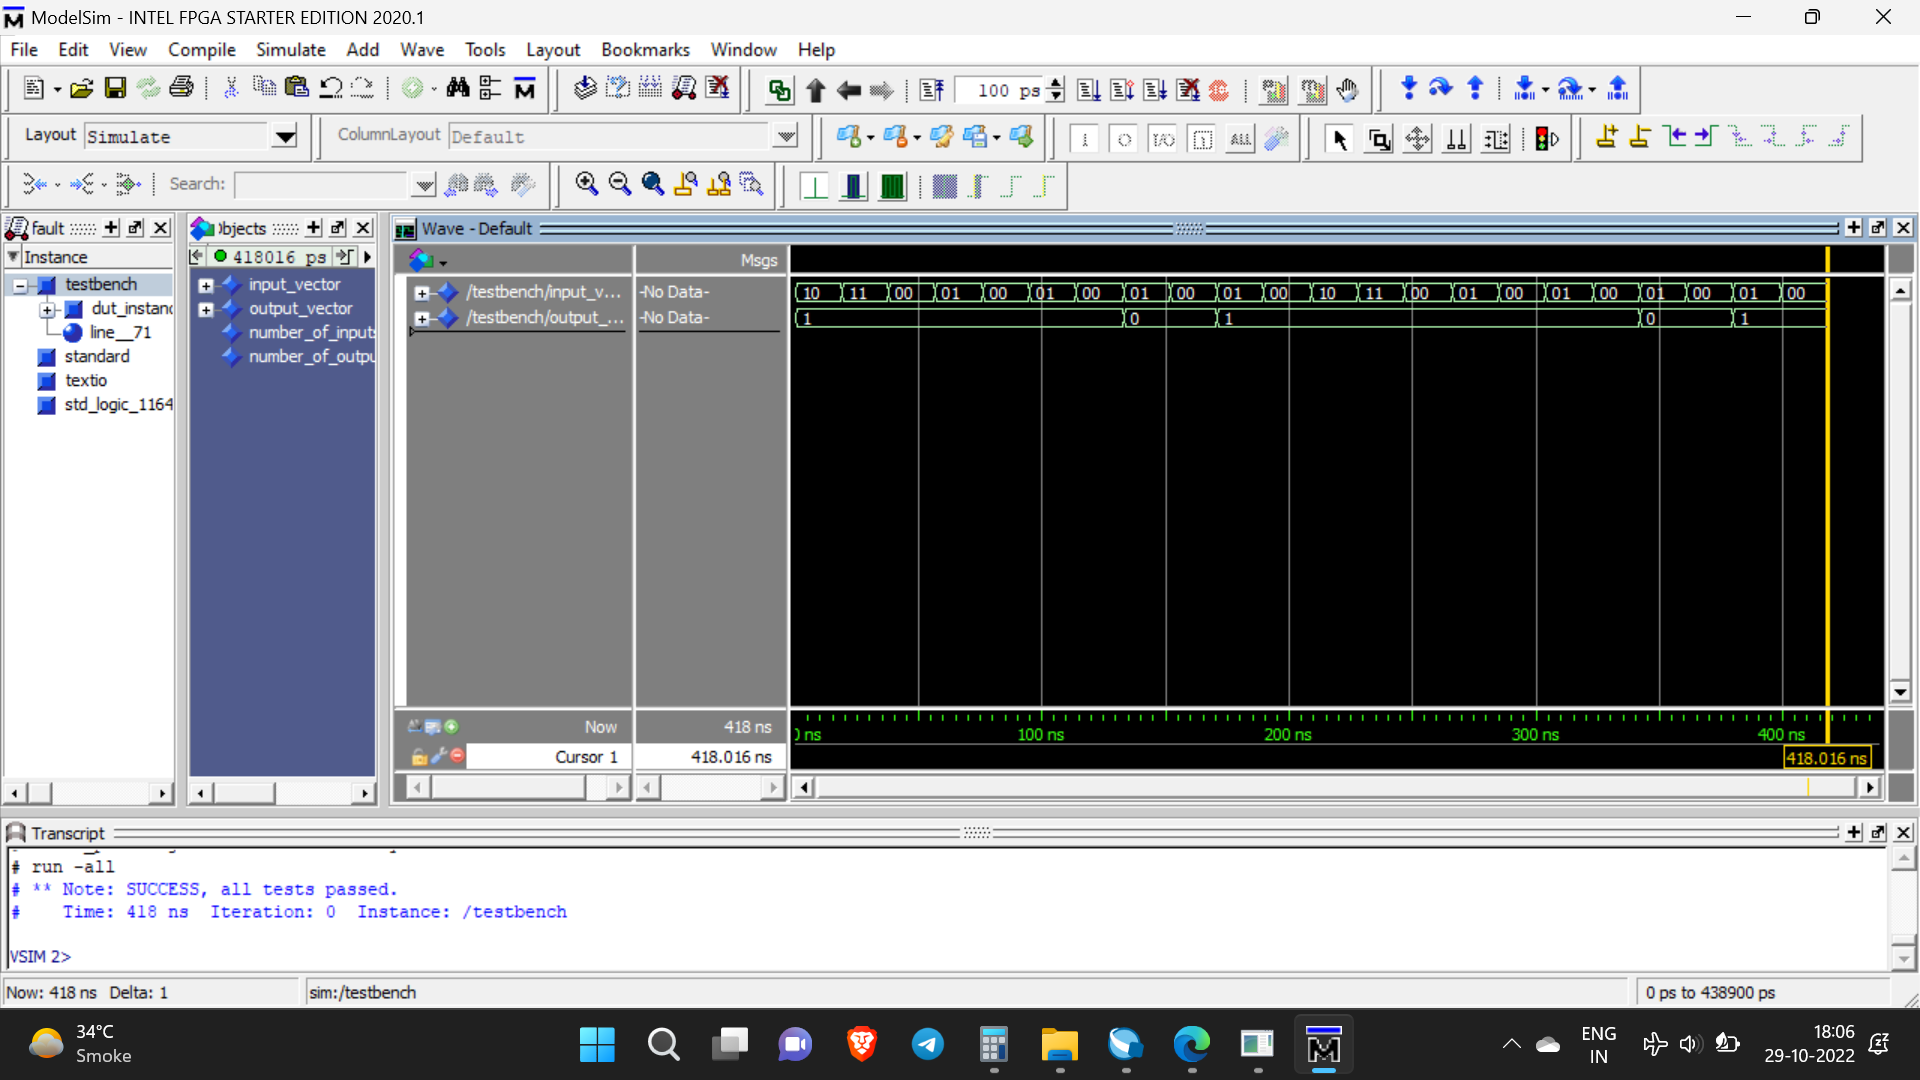 ModelSim - INTEL FPGA STARTER EDITION 2020.1
File Edit View Compile Simulate Add Wave Tools Layout Bookmarks Window Help
100 ps
Layout Simulate ColumnLayout Default
ALL
Search:
fault
Objects
Wave - Default
Instance
418016 ps
Msgs
testbench
dut_instanc
line__71
standard
textio
std_logic_1164
input_vector
output_vector
number_of_inputs
number_of_outpu
/testbench/input_v... -No Data- 10 11 00 01 00 01 00 01 00 01 00 10 11 00 01 00 01 00 01 00 01 00
/testbench/output_... -No Data- 1 0 1 0 1
Now 418 ns
ns 100 ns 200 ns 300 ns 400 ns
Cursor 1 418.016 ns 418.016 ns
Transcript
# run -all
# ** Note: SUCCESS, all tests passed.
#    Time: 418 ns  Iteration: 0  Instance: /testbench
VSIM 2>
Now: 418 ns Delta: 1 sim:/testbench 0 ps to 438900 ps
34°C
Smoke
ENG
IN
18:06
29-10-2022